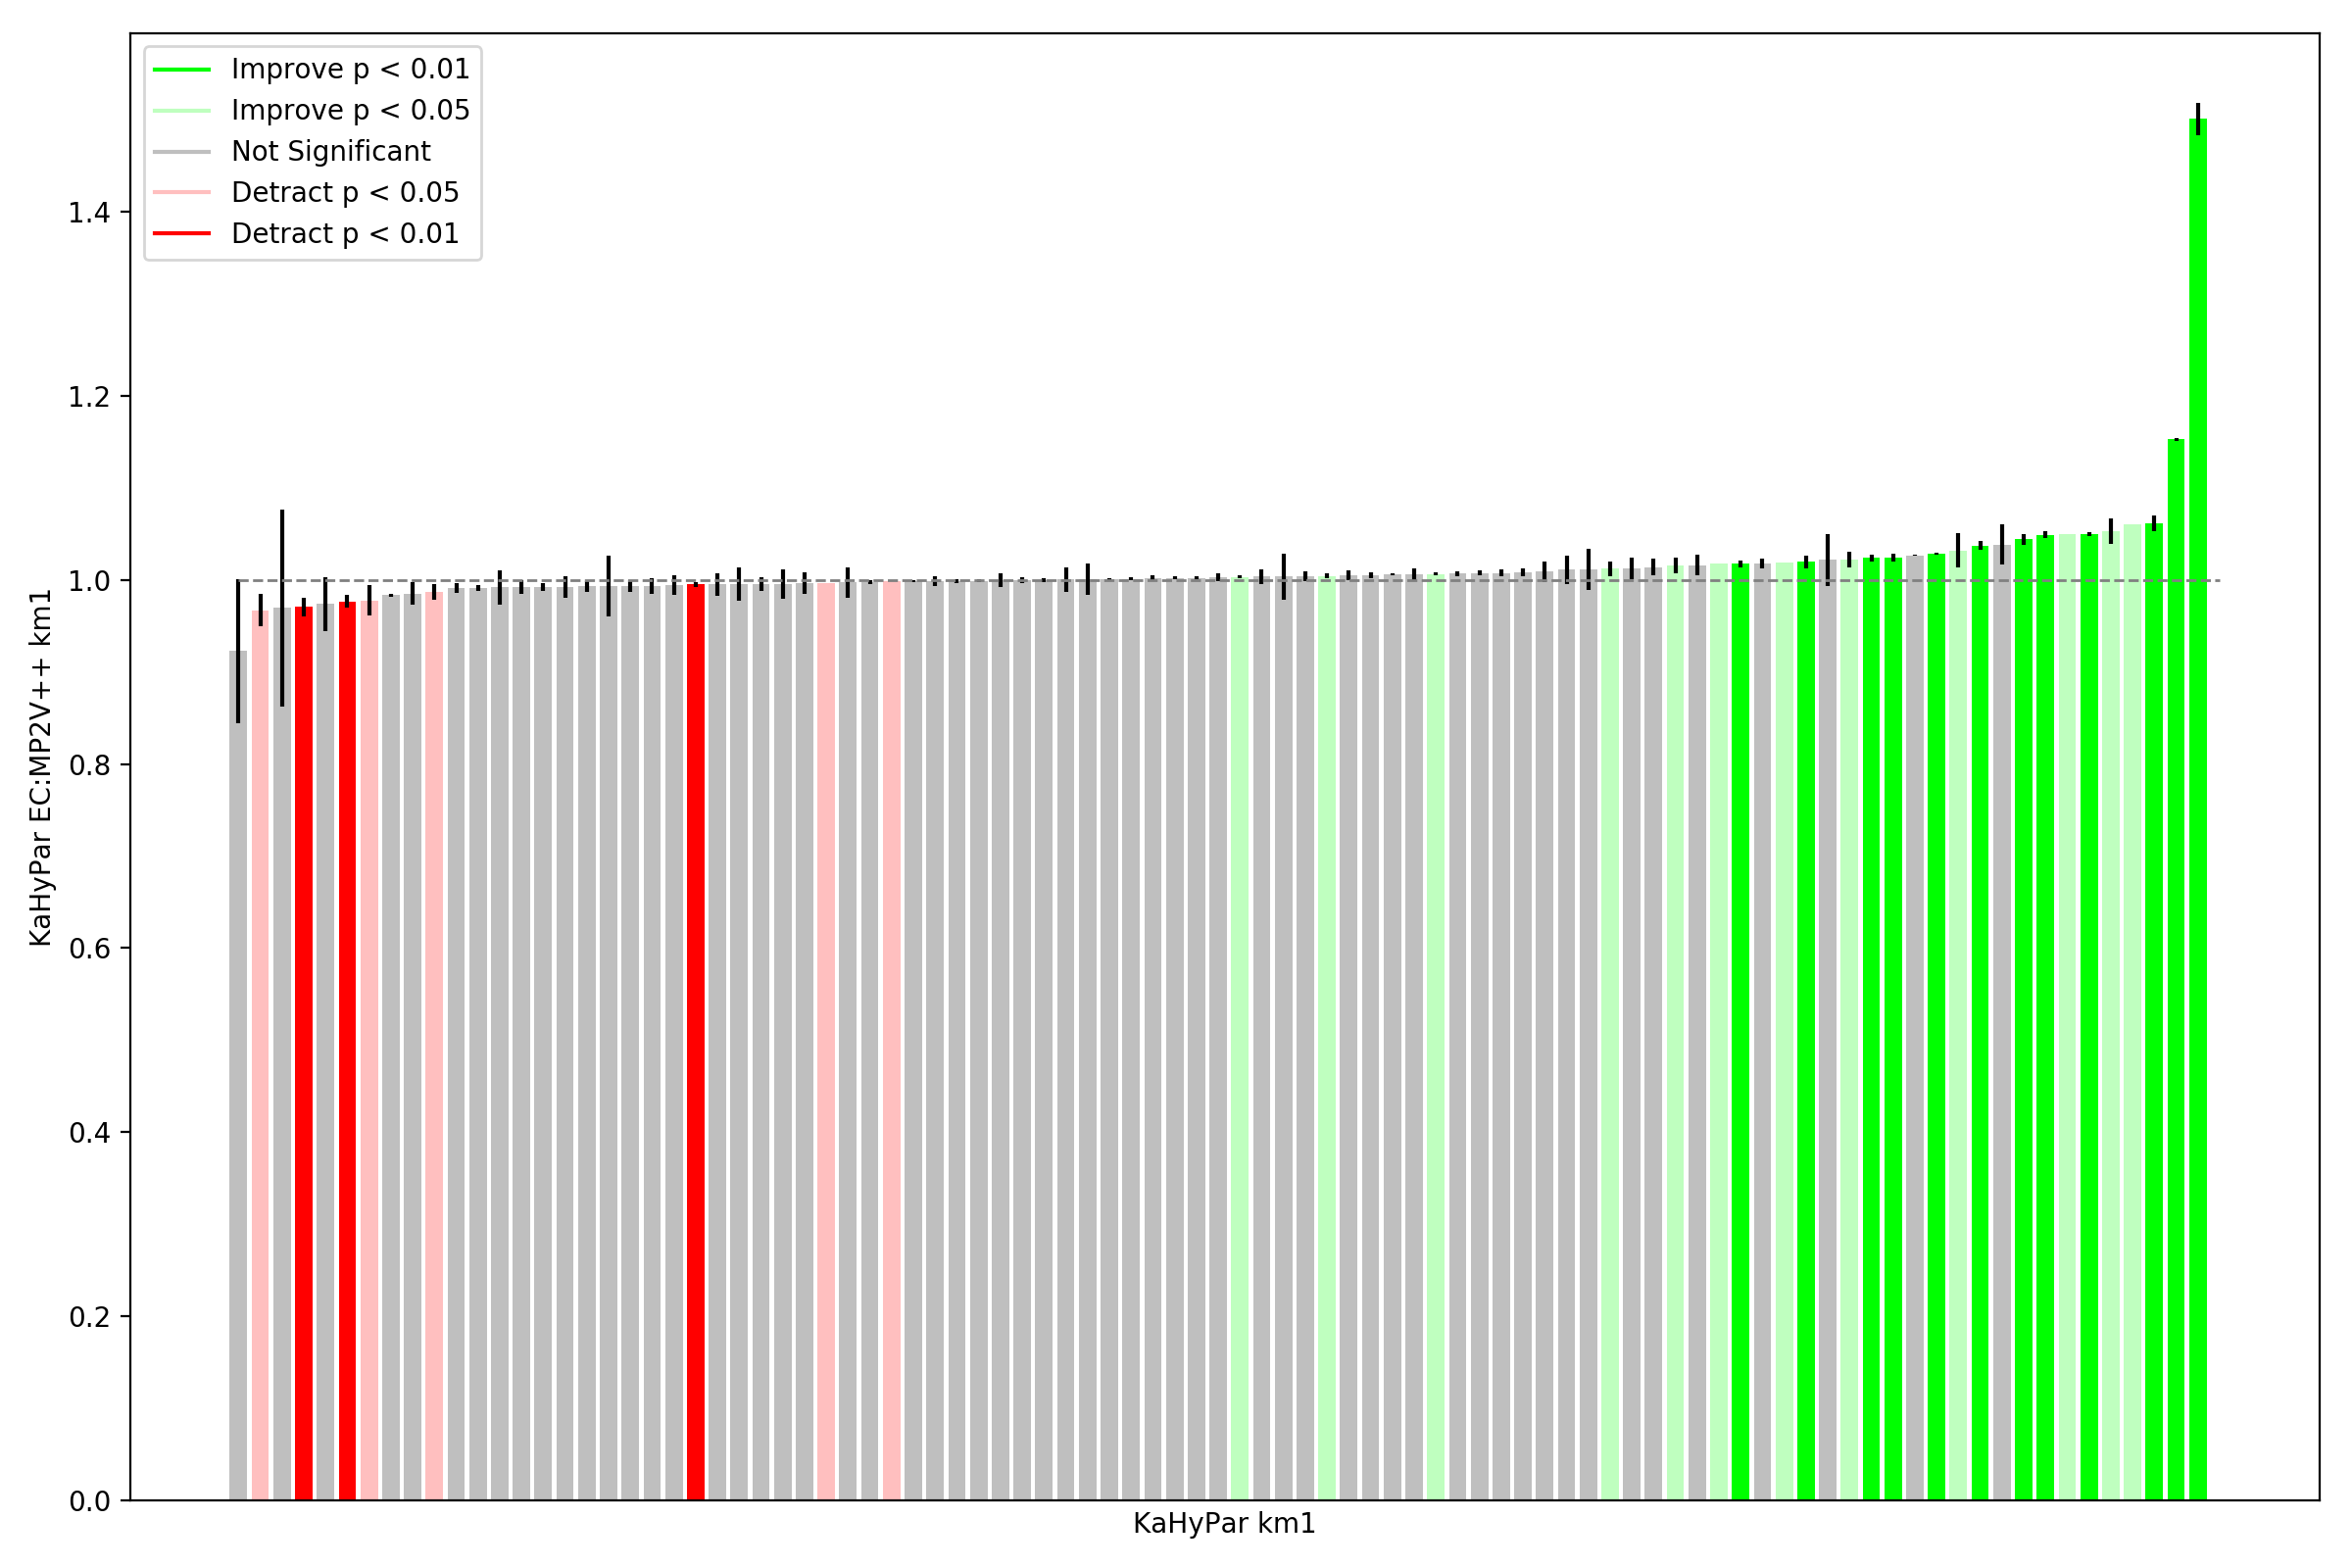 Improve p < 0.01
Improve p < 0.05
Not Significant
Detract p < 0.05
Detract p < 0.01
1.4
1.2
1.0
0.8
0.6
0.4
0.2
0.0
KaHyPar EC:MP2V++ km1
KaHyPar km1